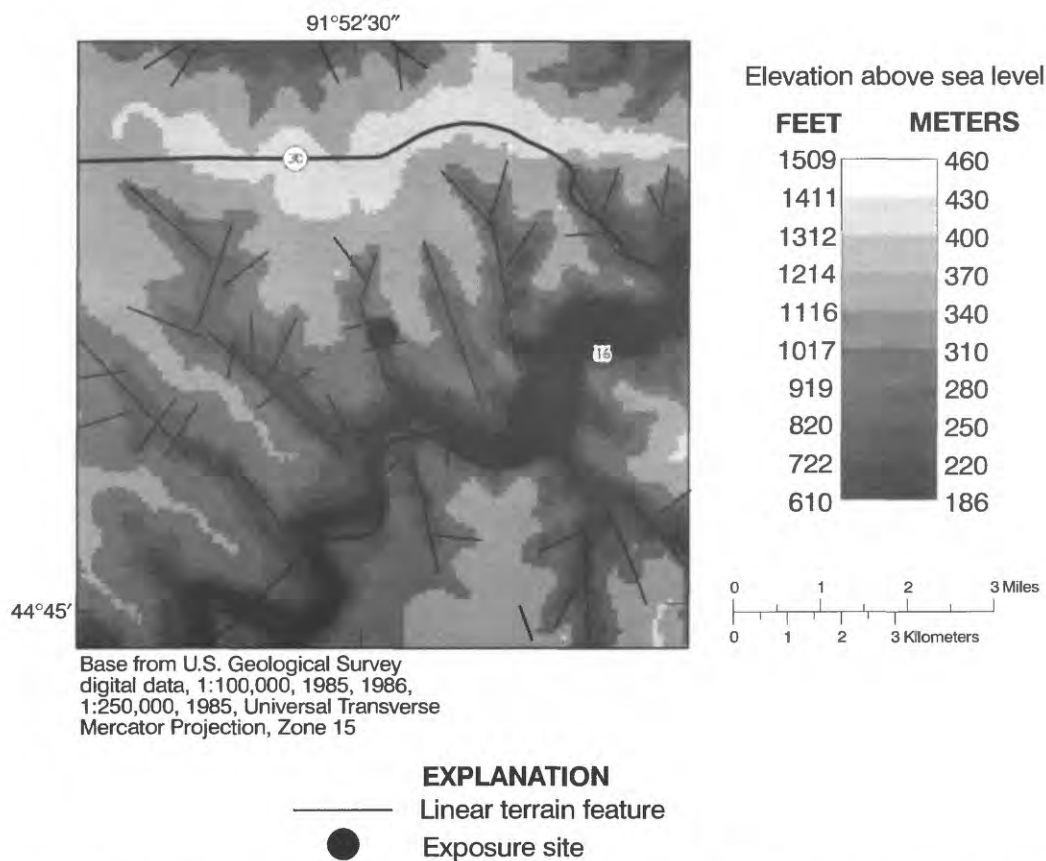 91°52'30"
30
16
44°45'
Base from U.S. Geological Survey
digital data, 1:100,000, 1985, 1986,
1:250,000, 1985, Universal Transverse
Mercator Projection, Zone 15
Elevation above sea level
FEET METERS
1509 460
1411 430
1312 400
1214 370
1116 340
1017 310
919 280
820 250
722 220
610 186
0 1 2 3 Miles
0 1 2 3 Kilometers
EXPLANATION
Linear terrain feature
Exposure site